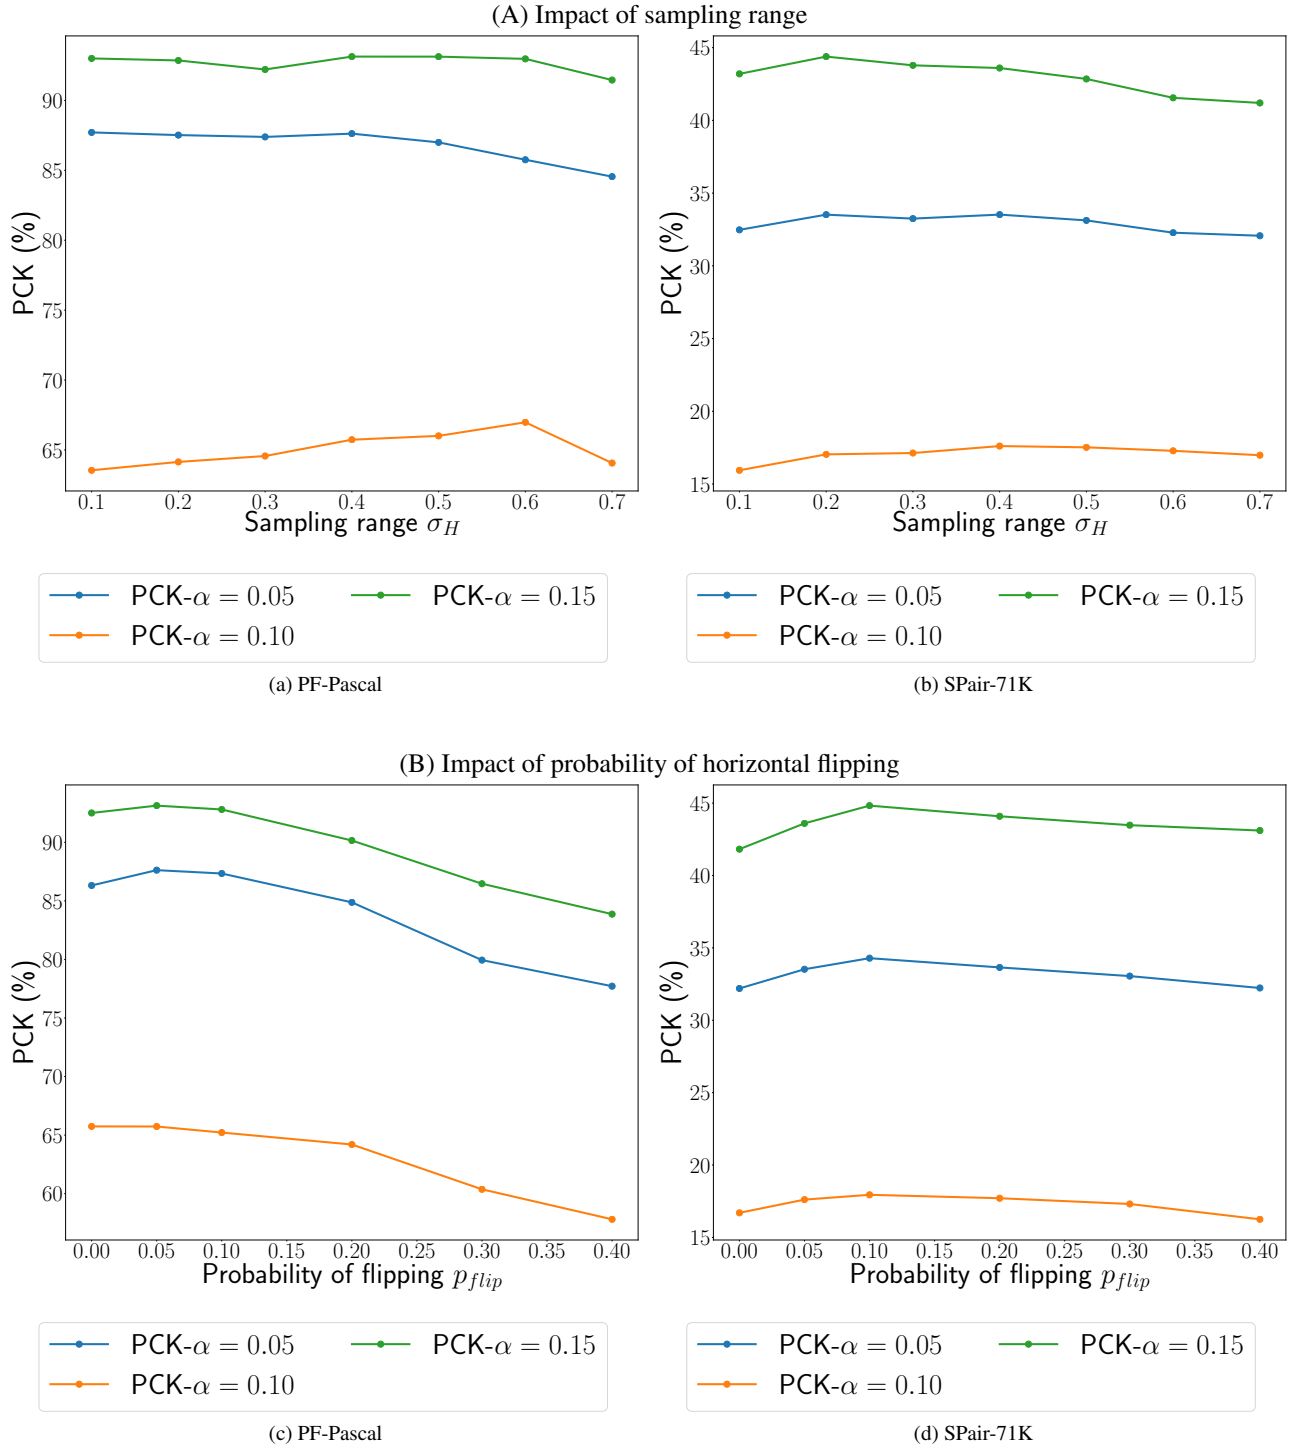 (A) Impact of sampling range
PCK (%)
90
85
80
75
70
65
0.1 0.2 0.3 0.4 0.5 0.6 0.7
Sampling range σ_H
PCK-α = 0.05
PCK-α = 0.15
PCK-α = 0.10
(a) PF-Pascal
PCK (%)
45
40
35
30
25
20
15
0.1 0.2 0.3 0.4 0.5 0.6 0.7
Sampling range σ_H
PCK-α = 0.05
PCK-α = 0.15
PCK-α = 0.10
(b) SPair-71K
(B) Impact of probability of horizontal flipping
PCK (%)
90
85
80
75
70
65
60
0.00 0.05 0.10 0.15 0.20 0.25 0.30 0.35 0.40
Probability of flipping p_flip
PCK-α = 0.05
PCK-α = 0.15
PCK-α = 0.10
(c) PF-Pascal
PCK (%)
45
40
35
30
25
20
15
0.00 0.05 0.10 0.15 0.20 0.25 0.30 0.35 0.40
Probability of flipping p_flip
PCK-α = 0.05
PCK-α = 0.15
PCK-α = 0.10
(d) SPair-71K